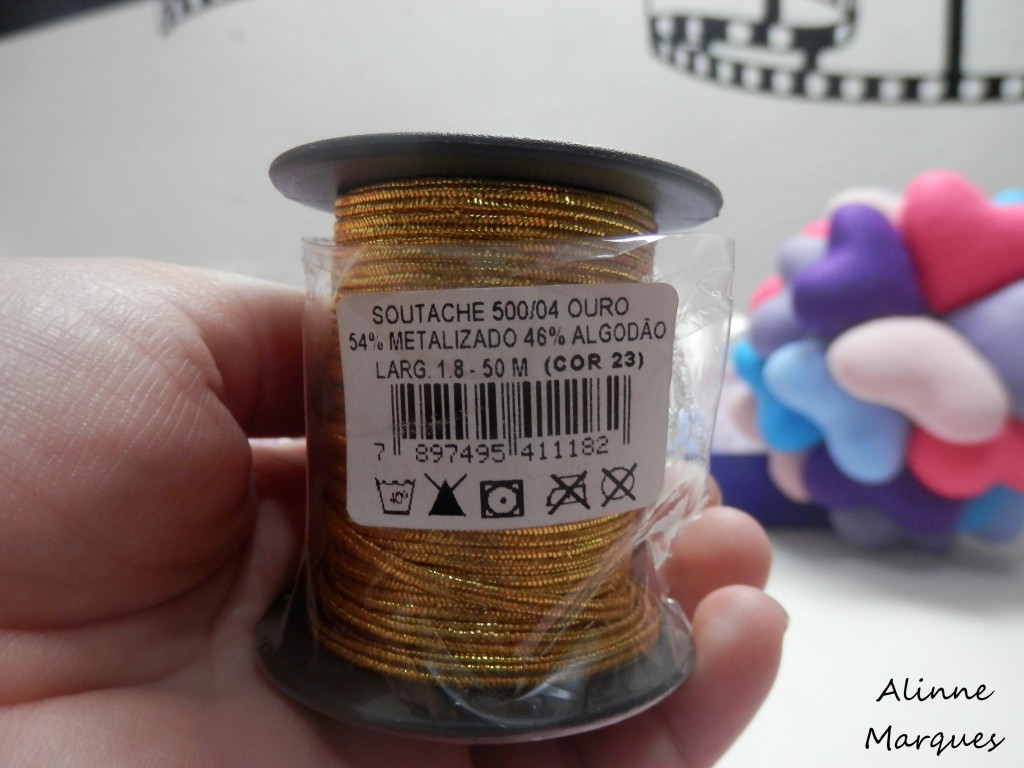 SOUTACHE 500/04 OURO
54% METALIZADO 46% ALGODÃO
LARG. 1.8 - 50 M (COR 23)
7 897495 411182
40º
Alinne
Marques